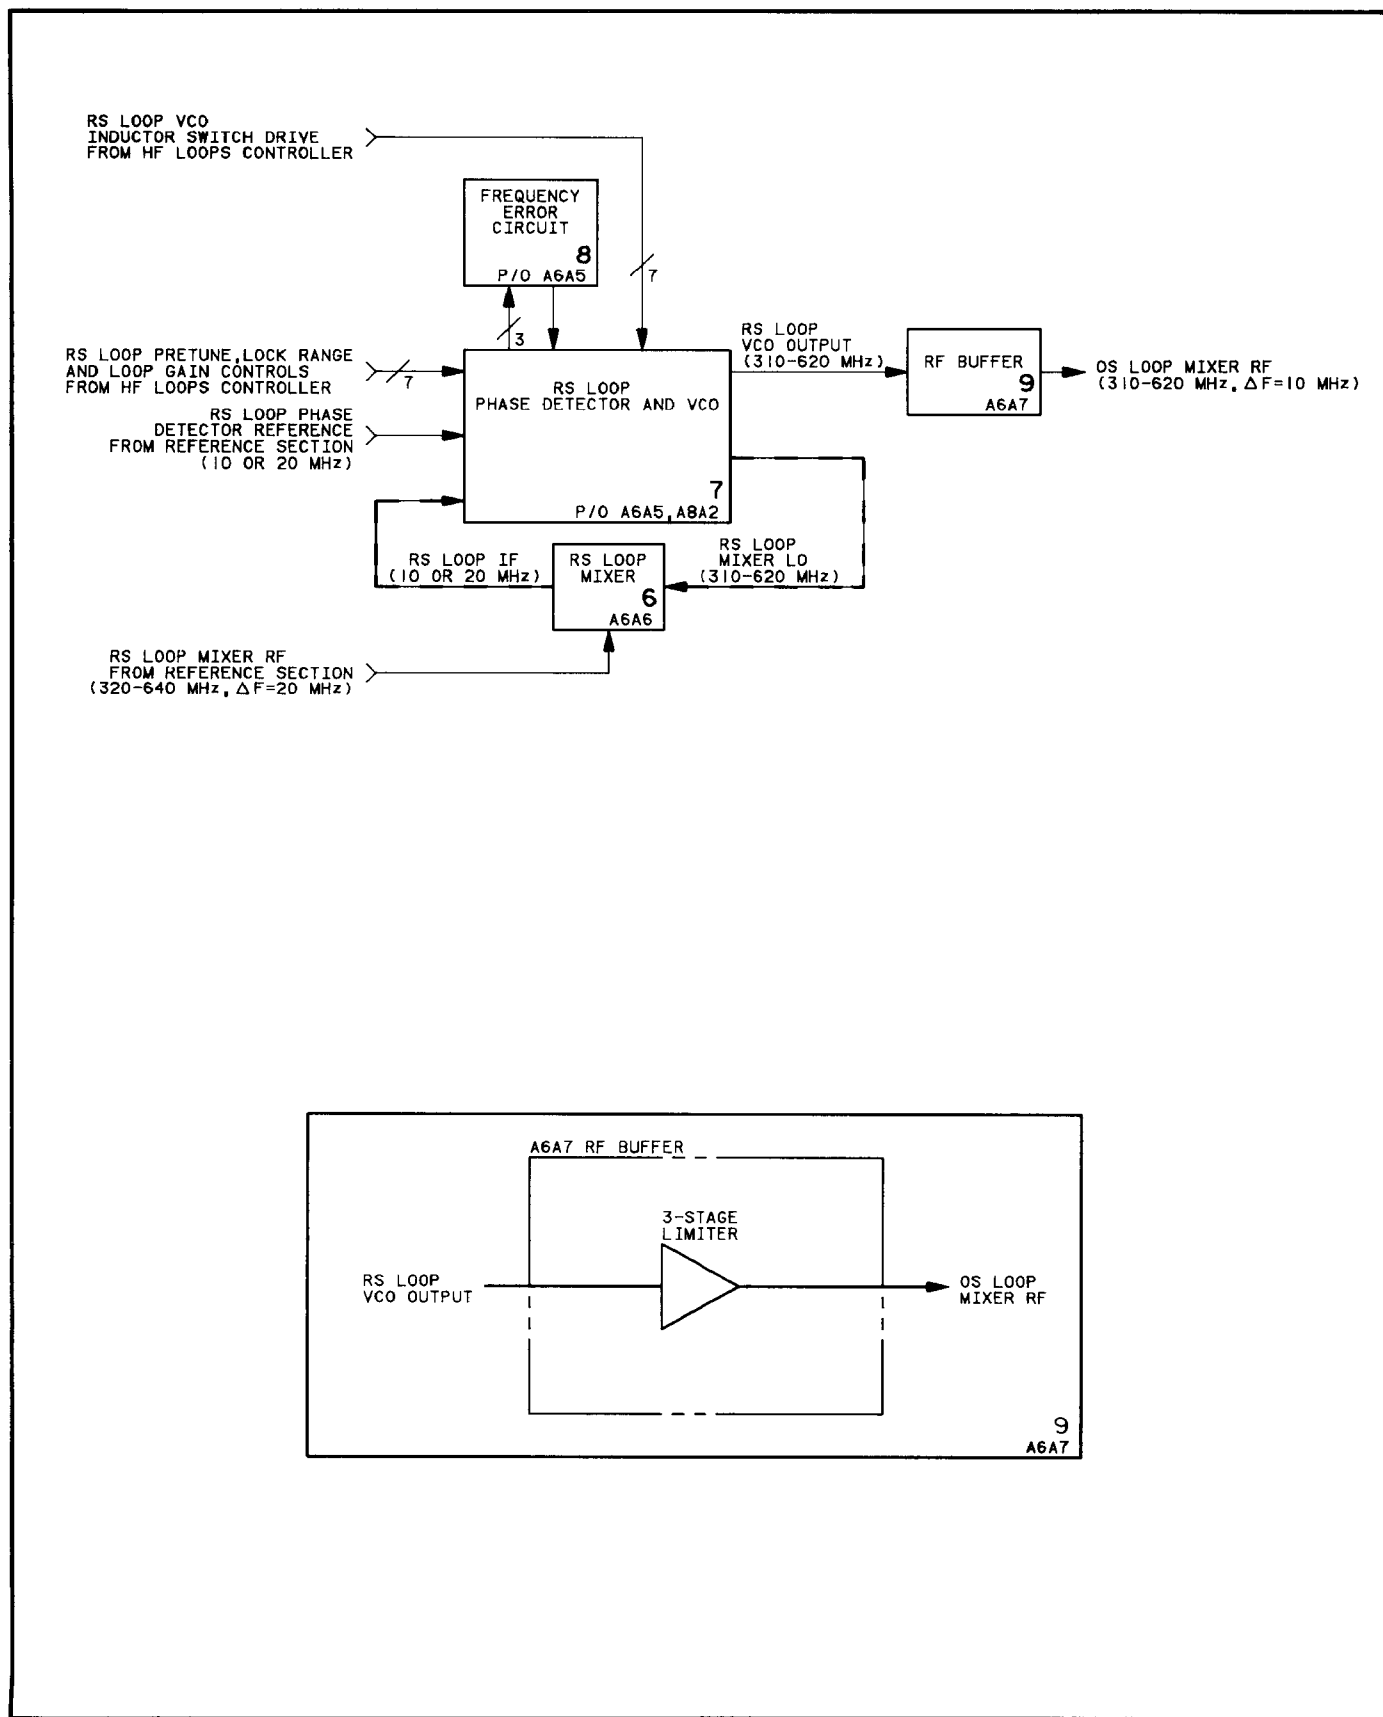 RS LOOP VCO
INDUCTOR SWITCH DRIVE
FROM HF LOOPS CONTROLLER
FREQUENCY
ERROR
CIRCUIT
8
P/O A6A5
7
3
RS LOOP PRETUNE,LOCK RANGE
AND LOOP GAIN CONTROLS
FROM HF LOOPS CONTROLLER
7
RS LOOP PHASE
DETECTOR REFERENCE
FROM REFERENCE SECTION
(10 OR 20 MHz)
RS LOOP
PHASE DETECTOR AND VCO
7
P/O A6A5,A8A2
RS LOOP
VCO OUTPUT
(310-620 MHz)
RF BUFFER
9
A6A7
OS LOOP MIXER RF
(310-620 MHz, ΔF=10 MHz)
RS LOOP IF
(10 OR 20 MHz)
RS LOOP
MIXER
6
A6A6
RS LOOP
MIXER LO
(310-620 MHz)
RS LOOP MIXER RF
FROM REFERENCE SECTION
(320-640 MHz, ΔF=20 MHz)
A6A7 RF BUFFER
3-STAGE
LIMITER
RS LOOP
VCO OUTPUT
OS LOOP
MIXER RF
9
A6A7